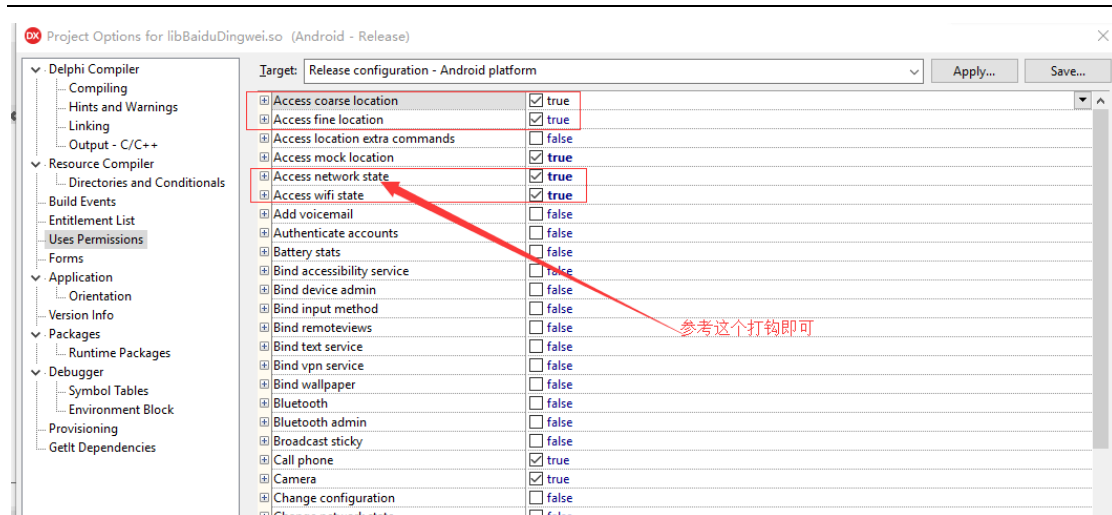 Project Options for libBaiduDingwei.so (Android - Release)
Target: Release configuration - Android platform Apply... Save...
Delphi Compiler
Compiling
Hints and Warnings
Linking
Output - C/C++
Resource Compiler
Directories and Conditionals
Build Events
Entitlement List
Uses Permissions
Forms
Application
Orientation
Version Info
Packages
Runtime Packages
Debugger
Symbol Tables
Environment Block
Provisioning
GetIt Dependencies
Access coarse location true
Access fine location true
Access location extra commands false
Access mock location true
Access network state true
Access wifi state true
Add voicemail false
Authenticate accounts false
Battery stats false
Bind accessibility service false
Bind device admin false
Bind input method false
Bind remoteviews false
Bind text service false
Bind vpn service false
Bind wallpaper false
Bluetooth false
Bluetooth admin false
Broadcast sticky false
Call phone true
Camera true
Change configuration false
Change network state false
参考这个打钩即可